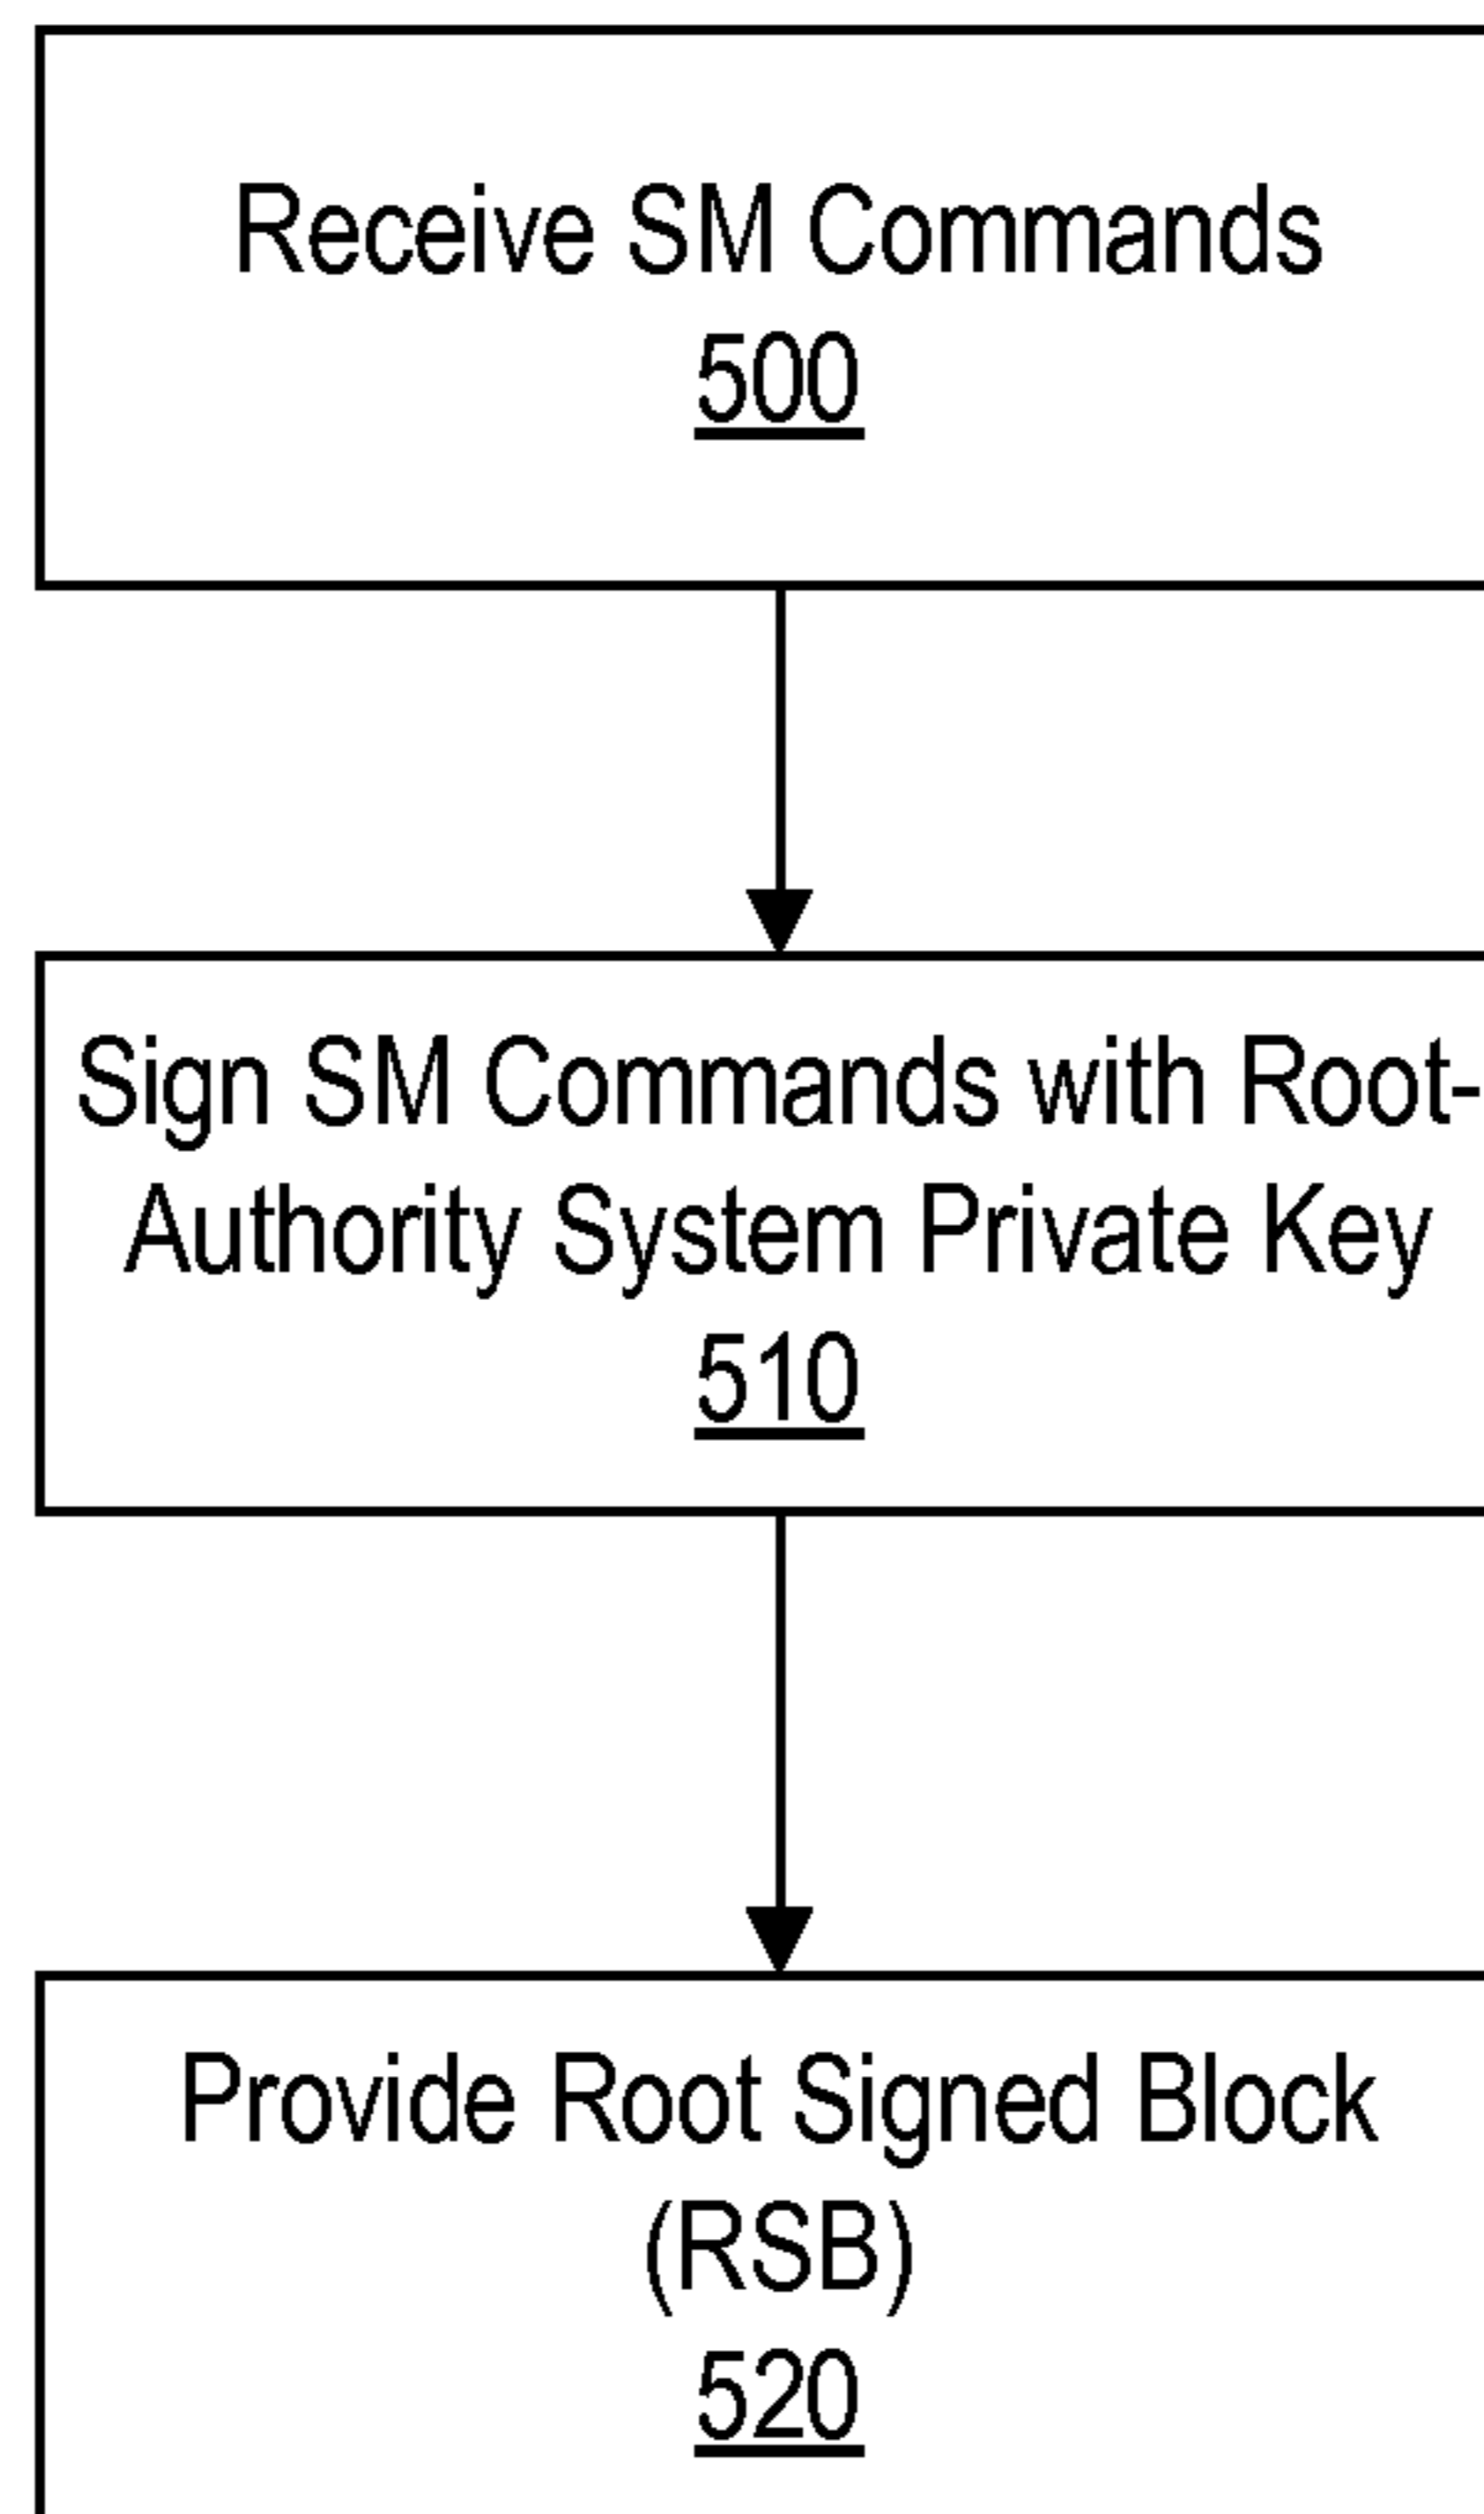 Receive SM Commands
500
Sign SM Commands with Root-
Authority System Private Key
510
Provide Root Signed Block
(RSB)
520